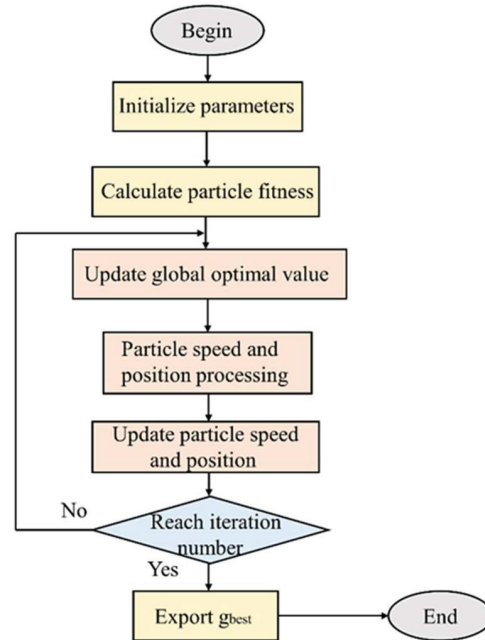 Begin
Initialize parameters
Calculate particle fitness
Update global optimal value
Particle speed and
position processing
Update particle speed
and position
Reach iteration
number
No
Yes
Export gbest
End